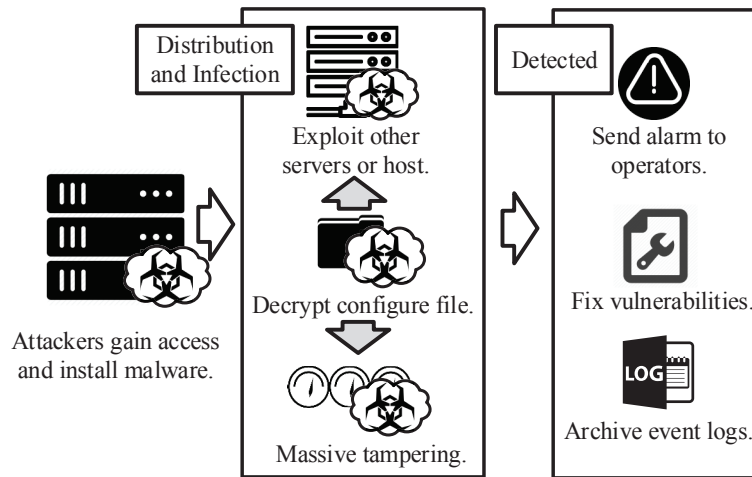 Distribution
and Infection
Exploit other
servers or host.
Decrypt configure file.
Massive tampering.
Attackers gain access
and install malware.
Detected
Send alarm to
operators.
Fix vulnerabilities.
LOG
Archive event logs.